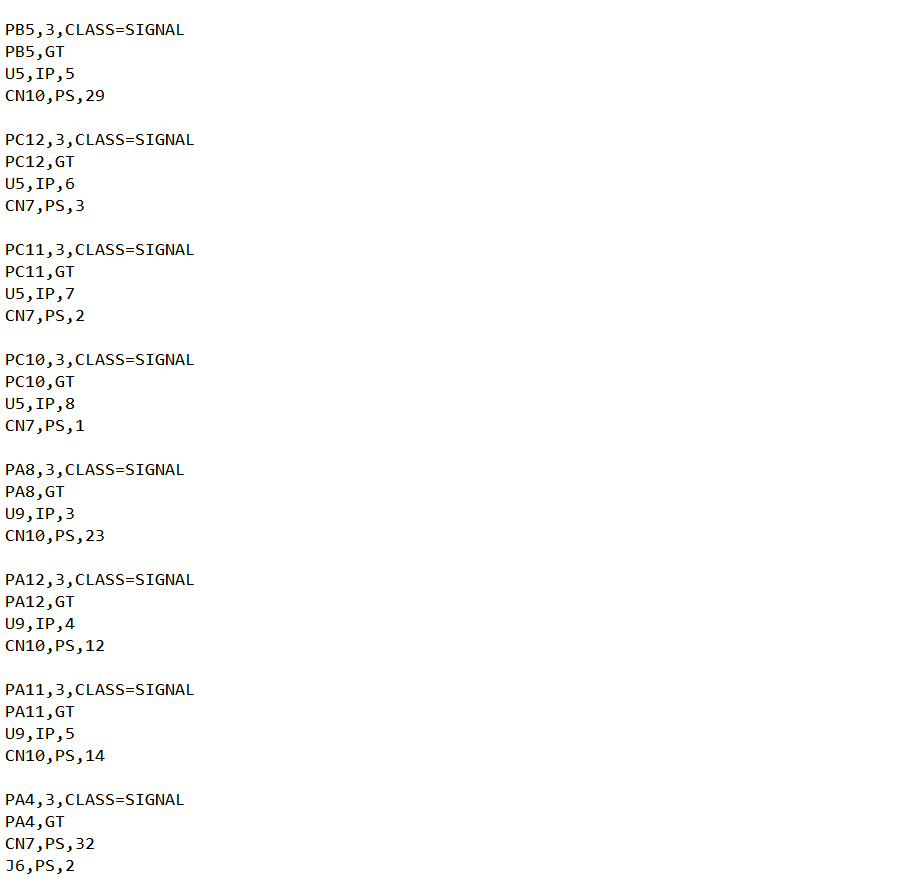 PB5,3,CLASS=SIGNAL
PB5,GT
U5,IP,5
CN10,PS,29

PC12,3,CLASS=SIGNAL
PC12,GT
U5,IP,6
CN7,PS,3

PC11,3,CLASS=SIGNAL
PC11,GT
U5,IP,7
CN7,PS,2

PC10,3,CLASS=SIGNAL
PC10,GT
U5,IP,8
CN7,PS,1

PA8,3,CLASS=SIGNAL
PA8,GT
U9,IP,3
CN10,PS,23

PA12,3,CLASS=SIGNAL
PA12,GT
U9,IP,4
CN10,PS,12

PA11,3,CLASS=SIGNAL
PA11,GT
U9,IP,5
CN10,PS,14

PA4,3,CLASS=SIGNAL
PA4,GT
CN7,PS,32
J6,PS,2